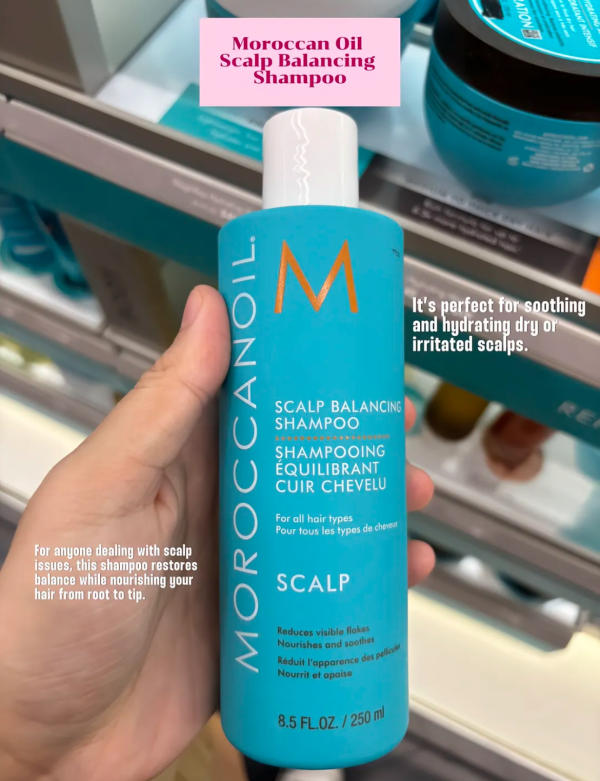 Moroccan Oil
Scalp Balancing
Shampoo
MOROCCANOIL.
M
It's perfect for soothing
and hydrating dry or
irritated scalps.
SCALP BALANCING
SHAMPOO
SHAMPOOING
ÉQUILIBRANT
CUIR CHEVELU
For all hair types
Pour tous les types de cheveux
For anyone dealing with scalp
issues, this shampoo restores
balance while nourishing your
hair from root to tip.
SCALP
Reduces visible flakes
Nourishes and soothes
Réduit l'apparence des pellicules
Nourrit et apaise
8.5 FL.OZ. / 250 ml